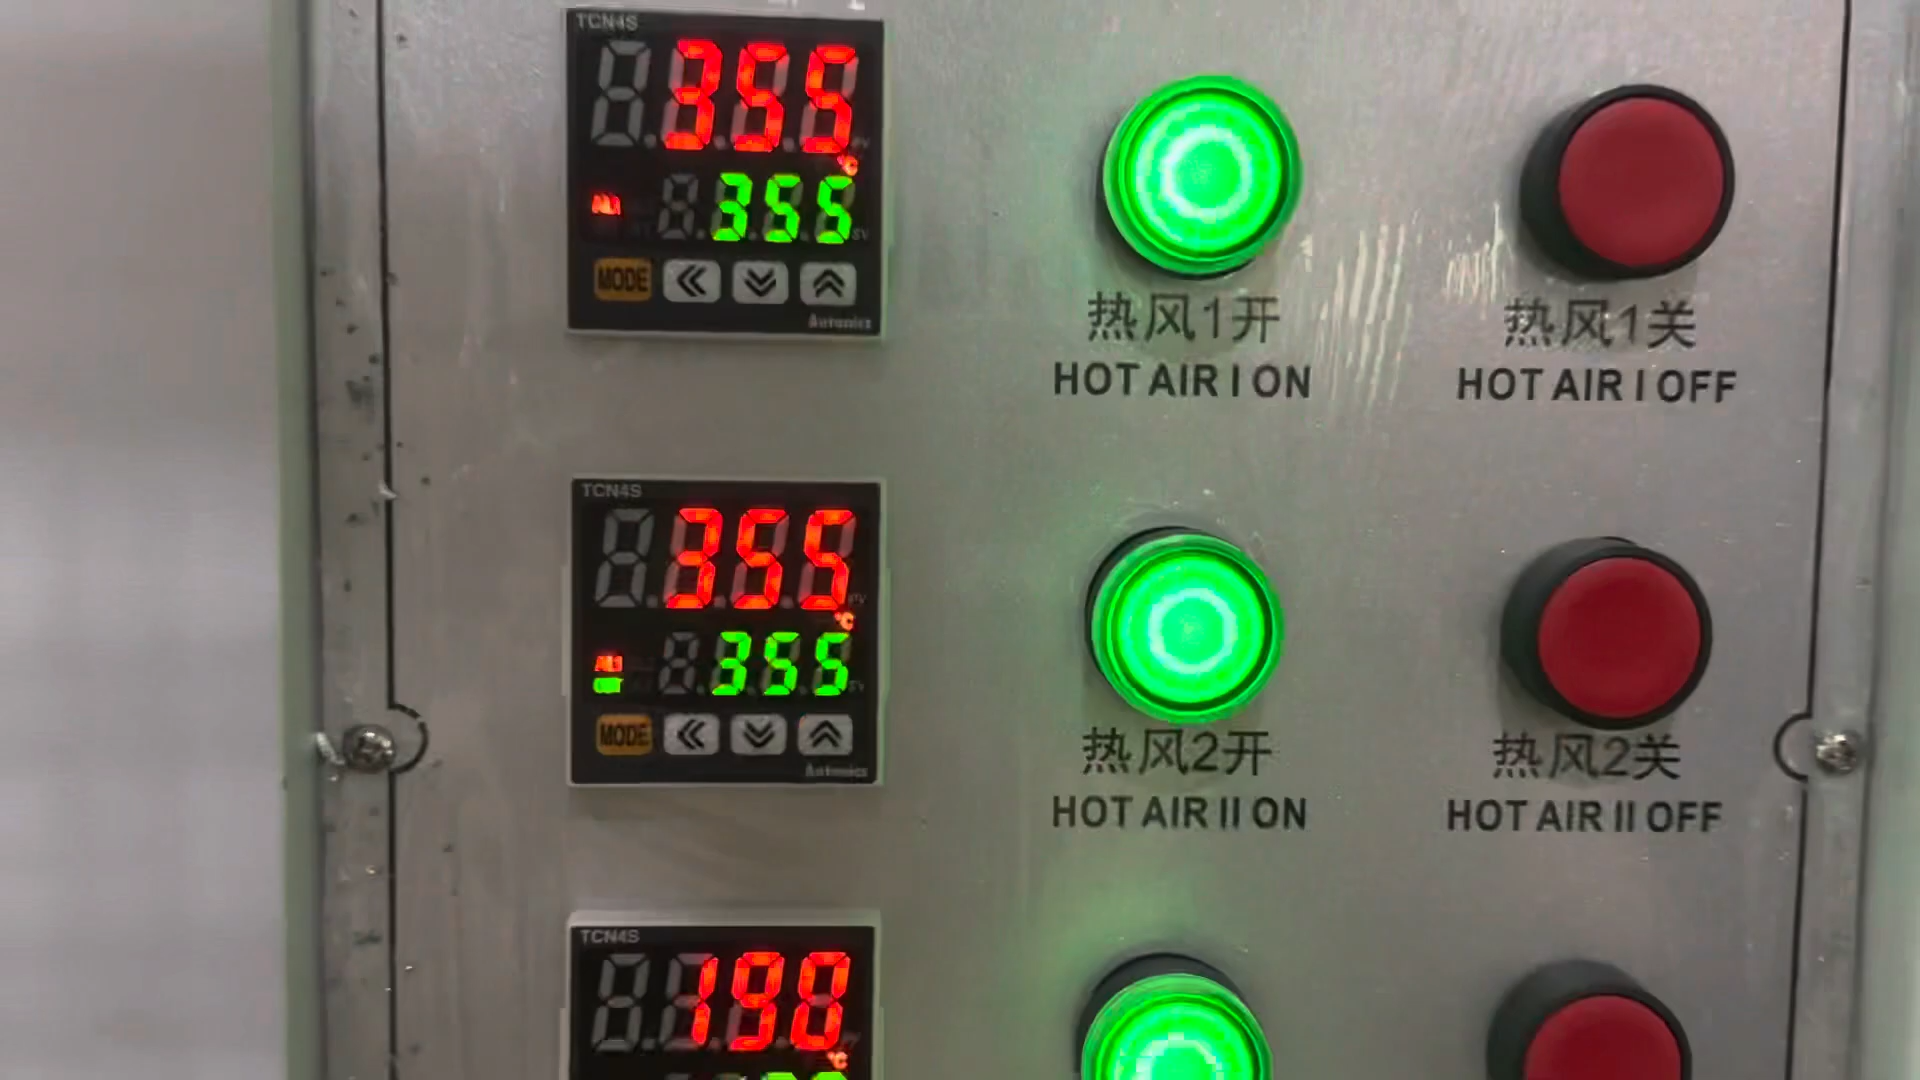 TCN4S
355
°C
355
MODE
Autonics
热风1开
HOT AIR I ON
热风1关
HOT AIR I OFF
TCN4S
355
°C
355
MODE
Autonics
热风2开
HOT AIR II ON
热风2关
HOT AIR II OFF
TCN4S
190
°C